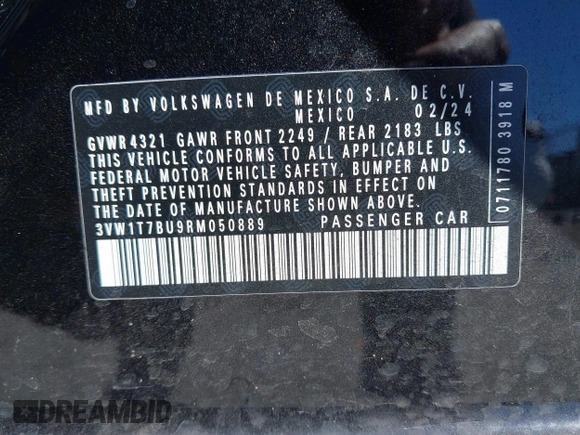 MFD BY VOLKSWAGEN DE MEXICO S.A. DE C.V.
MEXICO 02/24
GVWR 4321 GAWR FRONT 2249 / REAR 2183 LBS
THIS VEHICLE CONFORMS TO ALL APPLICABLE U.S.
FEDERAL MOTOR VEHICLE SAFETY, BUMPER AND
THEFT PREVENTION STANDARDS IN EFFECT ON
THE DATE OF MANUFACTURE SHOWN ABOVE.
3VW1T7BU9RM050889 PASSENGER CAR
07111780 3918 M
DREAMBID